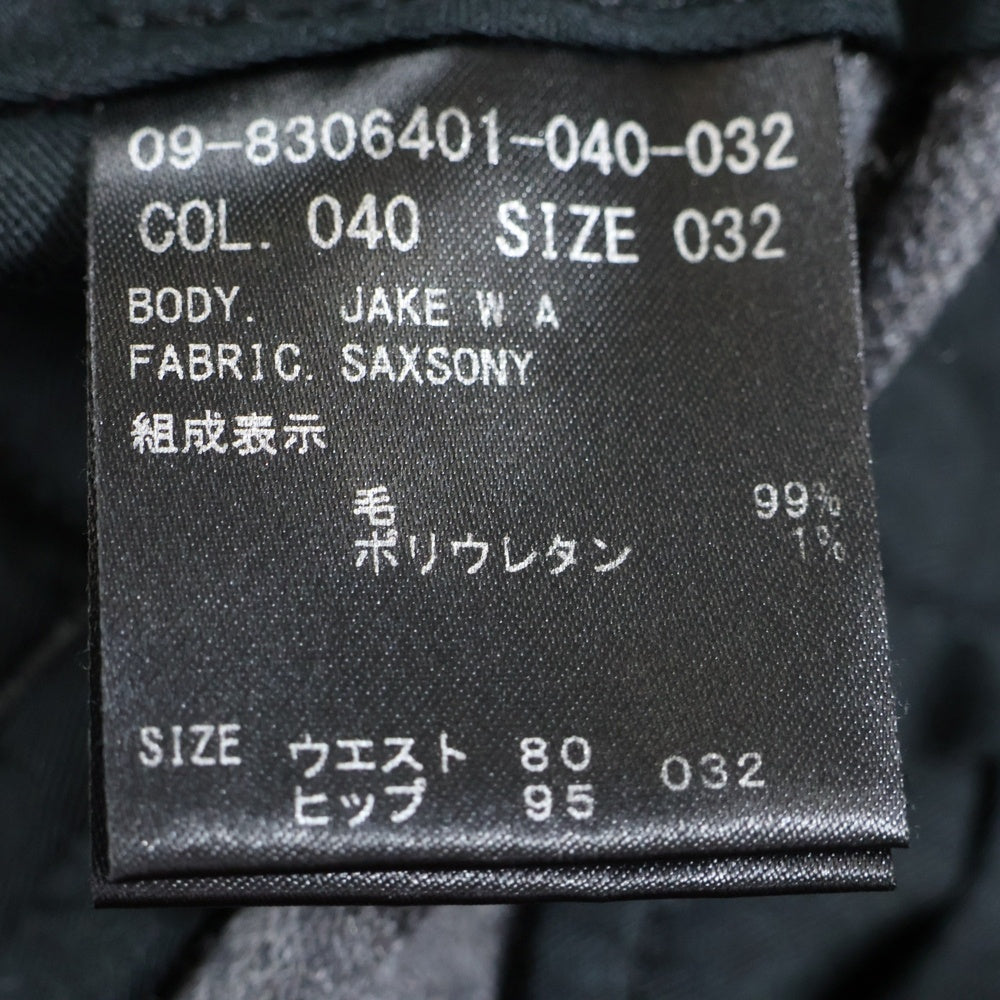 09-8306401-040-032
COL. 040 SIZE 032
BODY. JAKE W A
FABRIC. SAXSONY
組成表示
毛 99%
ポリウレタン 1%
SIZE ウエスト 80 032
ヒップ 95